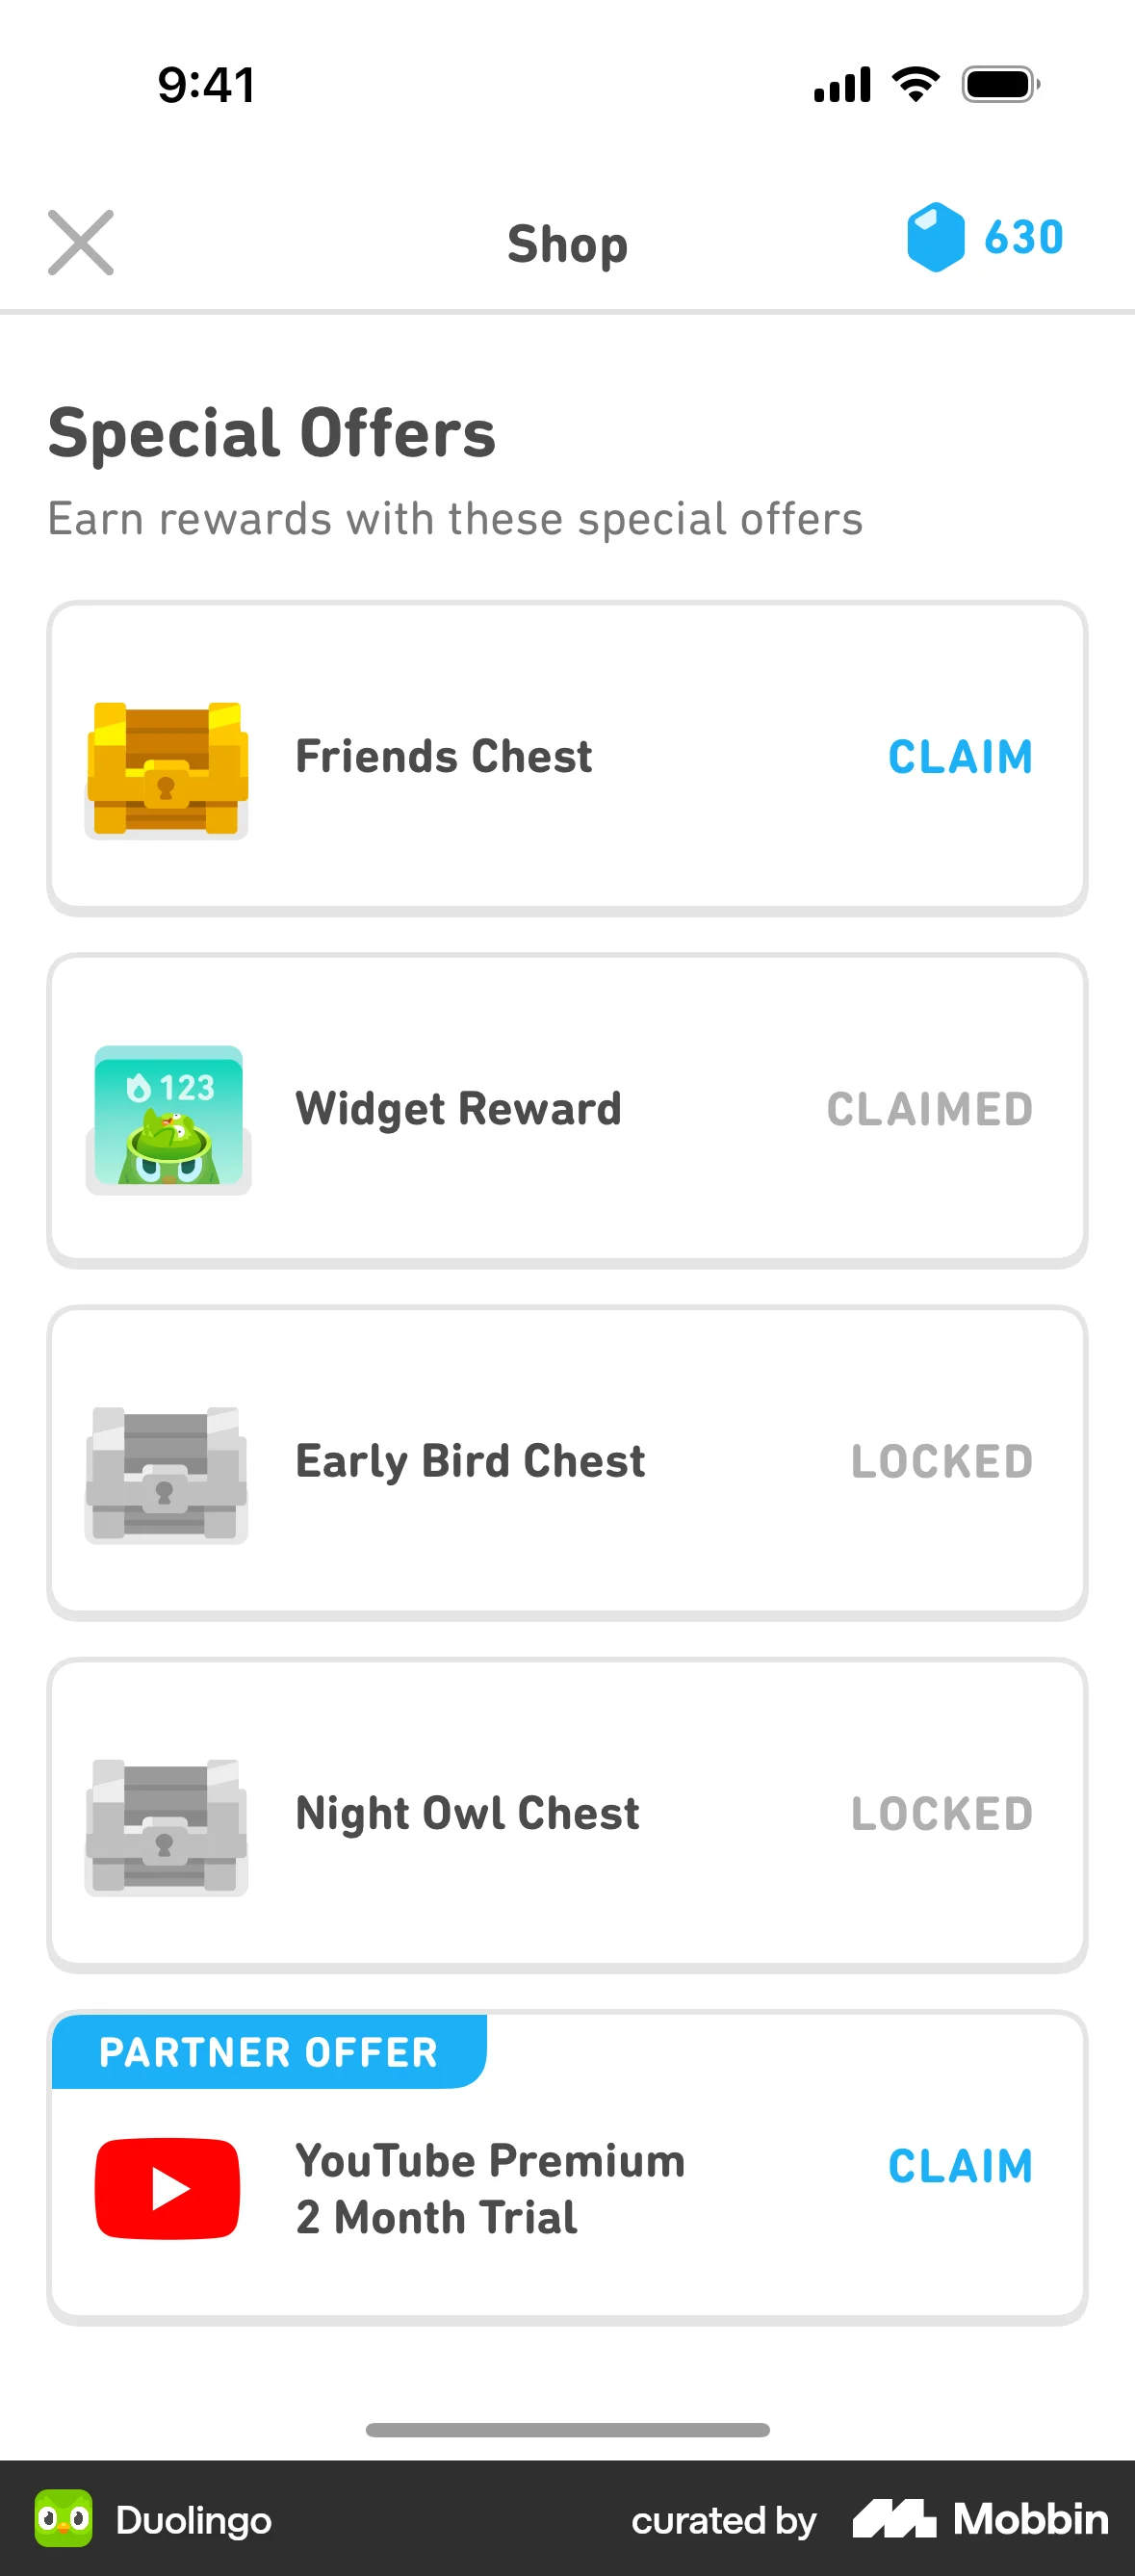 9:41
Shop
630
Special Offers
Earn rewards with these special offers
Friends Chest
CLAIM
123
Widget Reward
CLAIMED
Early Bird Chest
LOCKED
Night Owl Chest
LOCKED
PARTNER OFFER
YouTube Premium
2 Month Trial
CLAIM
Duolingo
curated by
Mobbin